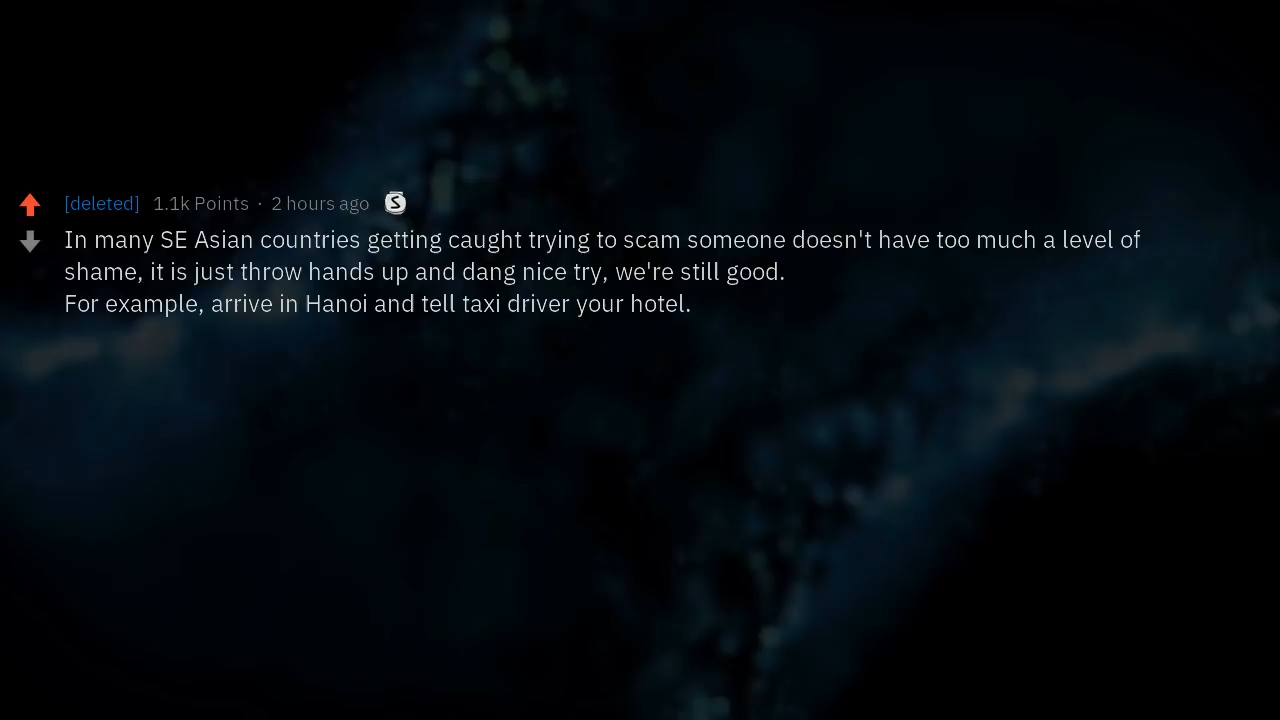 [deleted] 1.1k Points · 2 hours ago S
In many SE Asian countries getting caught trying to scam someone doesn't have too much a level of
shame, it is just throw hands up and dang nice try, we're still good.
For example, arrive in Hanoi and tell taxi driver your hotel.